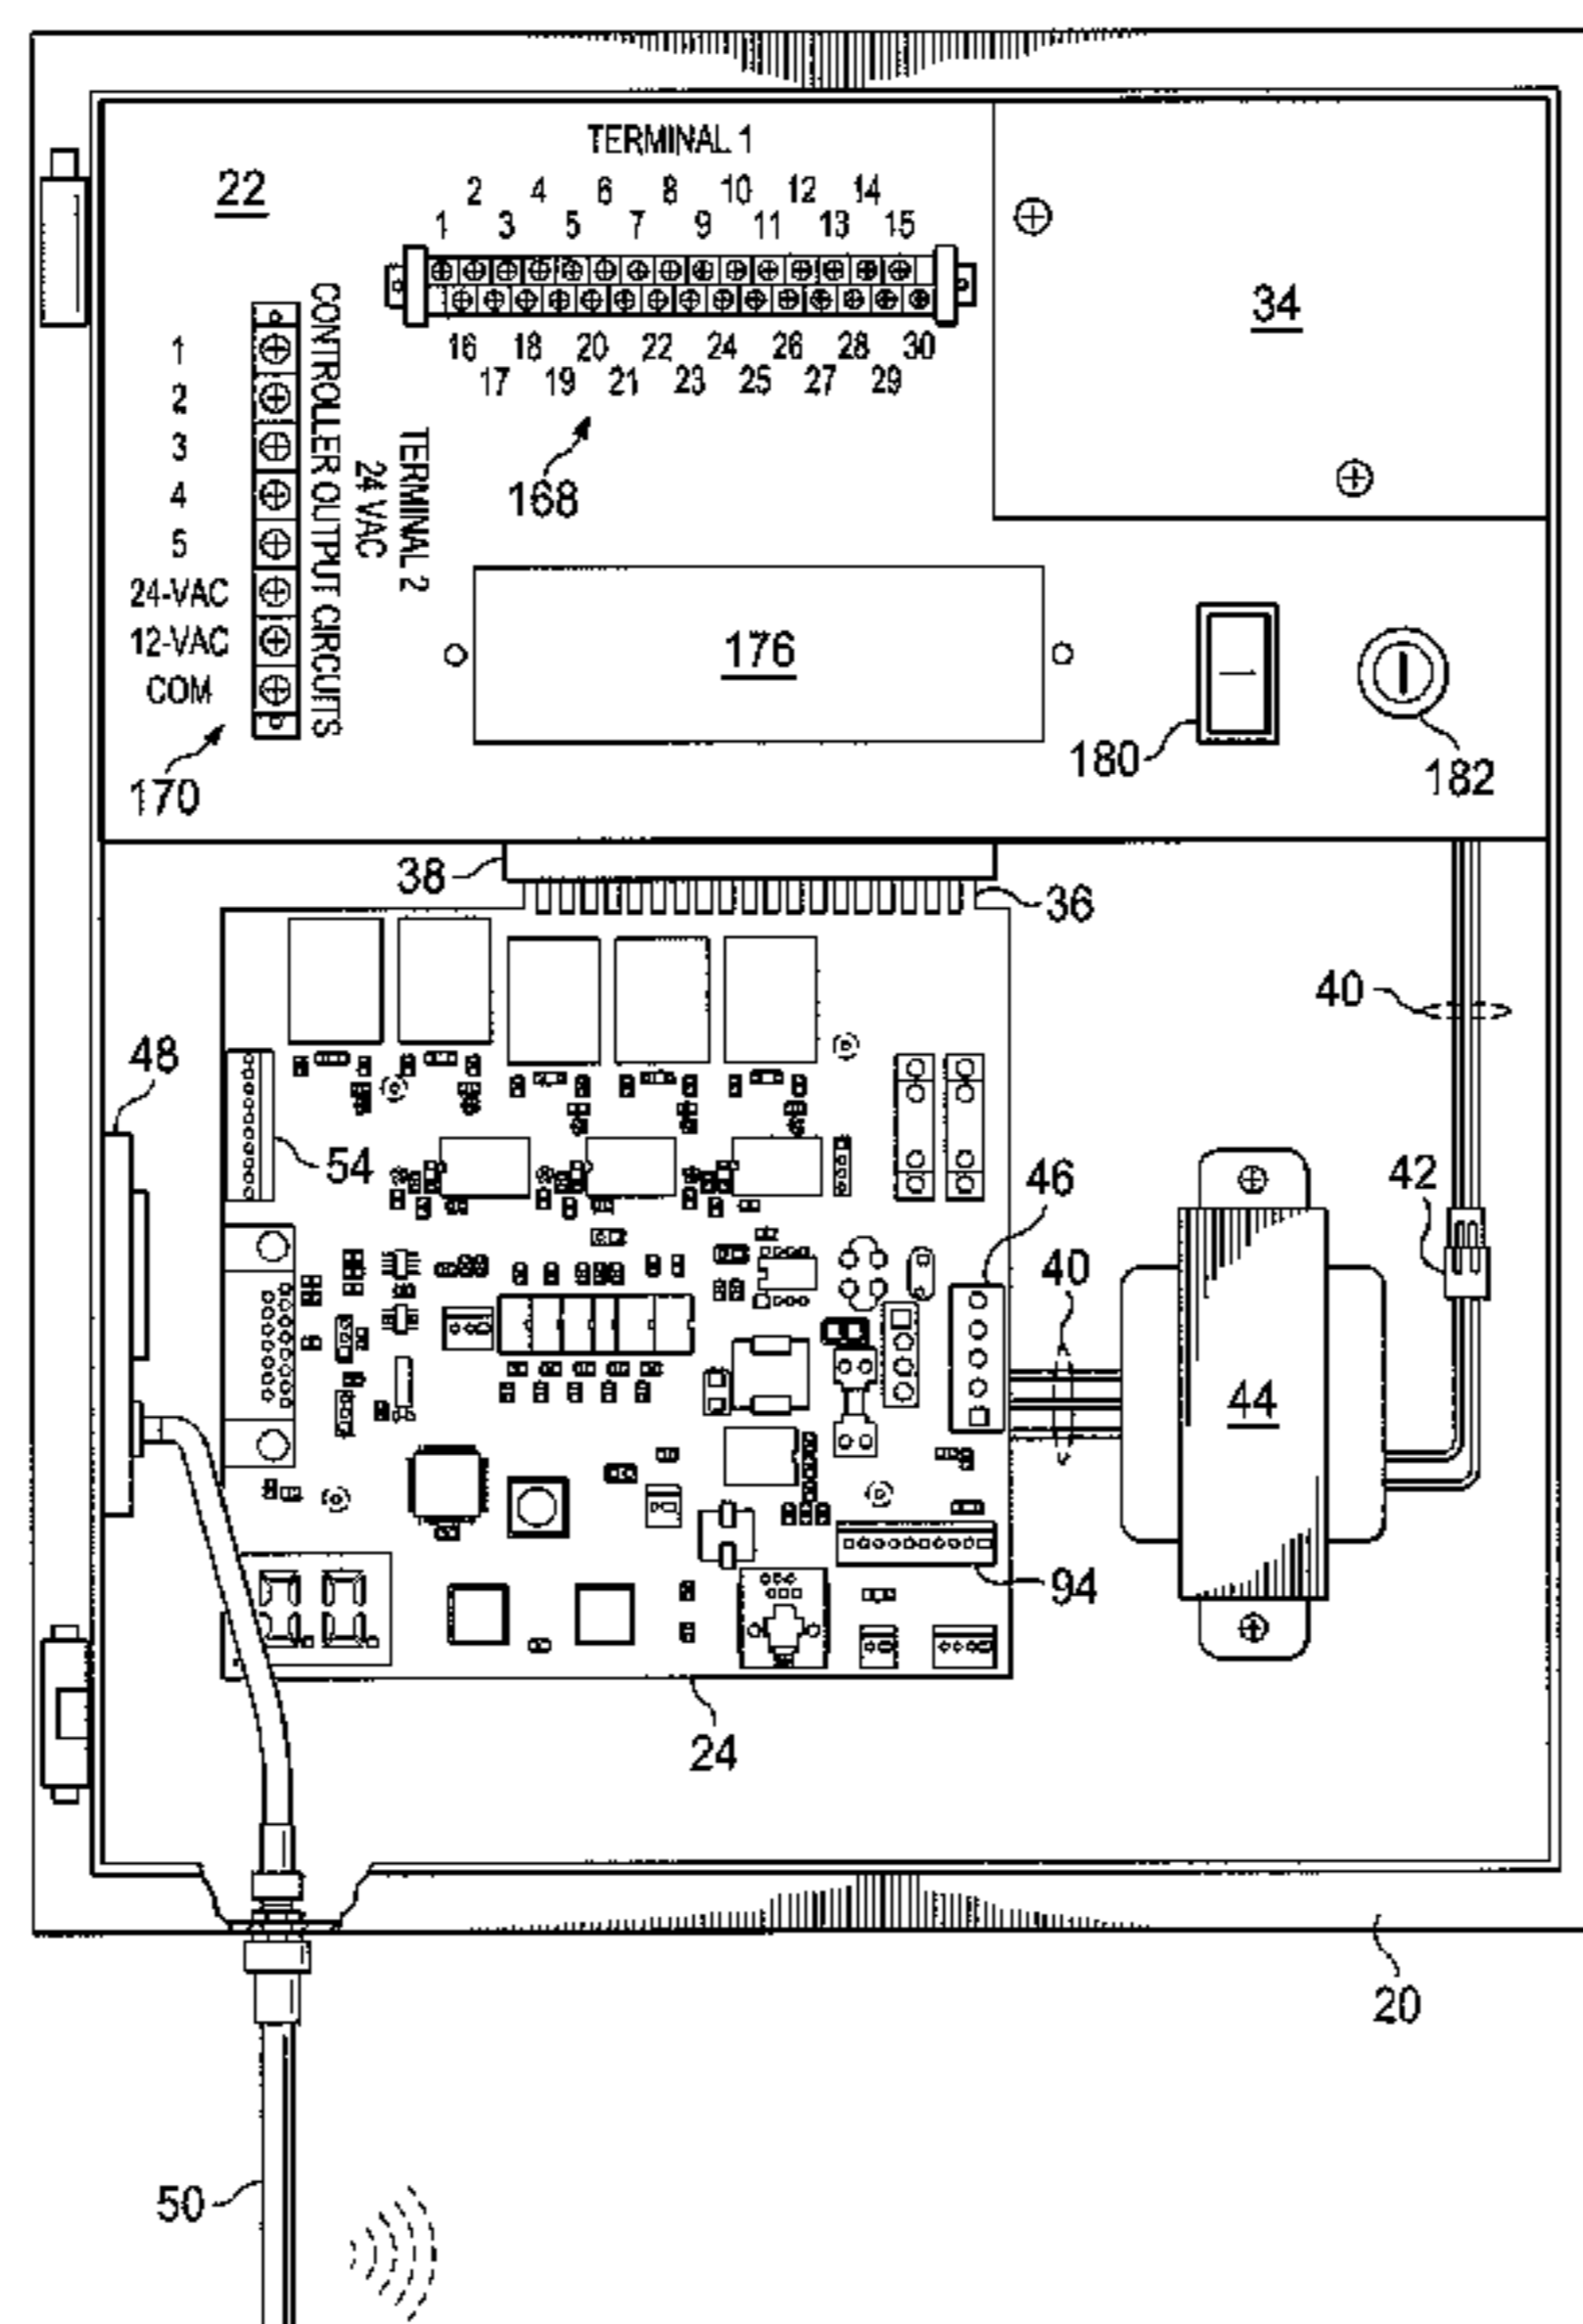 TERMINAL 1
22
2 4 6 8 10 12 14
1 3 5 7 9 11 13 15
34
16 18 20 22 24 26 28 30
17 19 21 23 25 27 29
168
1
2
3
4
5
24-VAC
12-VAC
COM
CONTROLLER OUTPUT CIRCUITS
24 VAC
TERMINAL 2
170
176
180
182
38
36
40
48
54
46
42
40
44
94
24
20
50